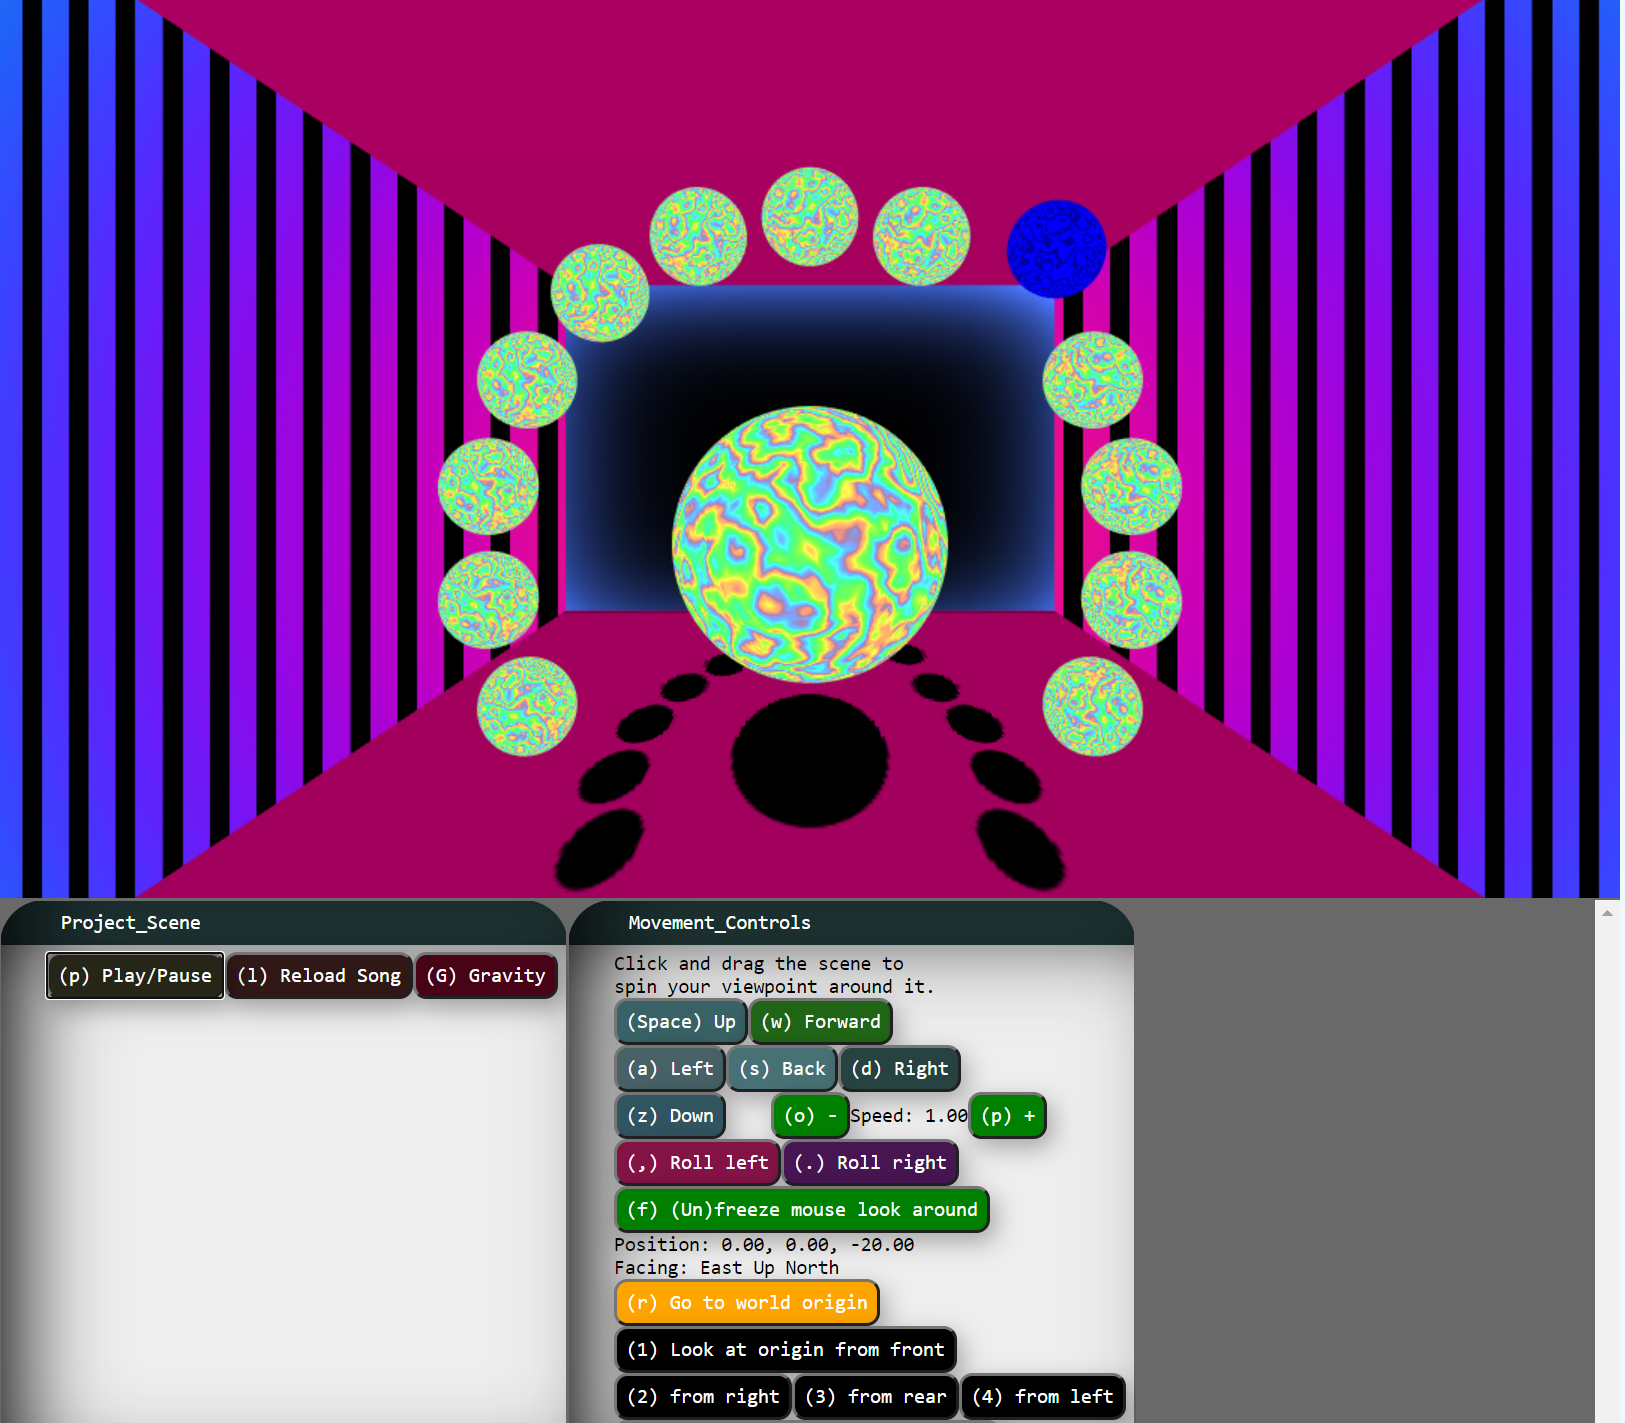 Project_Scene
(p) Play/Pause (l) Reload Song (G) Gravity
Movement_Controls
Click and drag the scene to
spin your viewpoint around it.
(Space) Up (w) Forward
(a) Left (s) Back (d) Right
(z) Down (o) - Speed: 1.00 (p) +
(,) Roll left (.) Roll right
(f) (Un)freeze mouse look around
Position: 0.00, 0.00, -20.00
Facing: East Up North
(r) Go to world origin
(1) Look at origin from front
(2) from right (3) from rear (4) from left